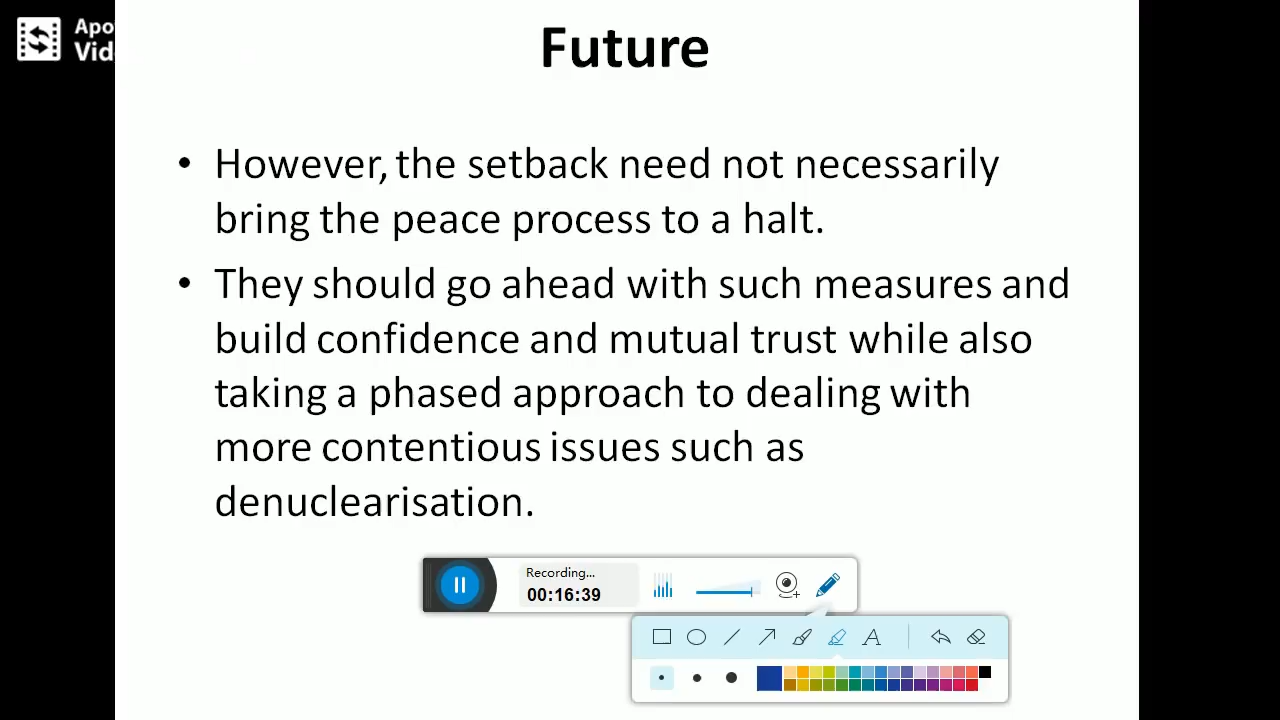 Apo
Vid
Future
• However, the setback need not necessarily
bring the peace process to a halt.
• They should go ahead with such measures and
build confidence and mutual trust while also
taking a phased approach to dealing with
more contentious issues such as
denuclearisation.
Recording...
00:16:39
A